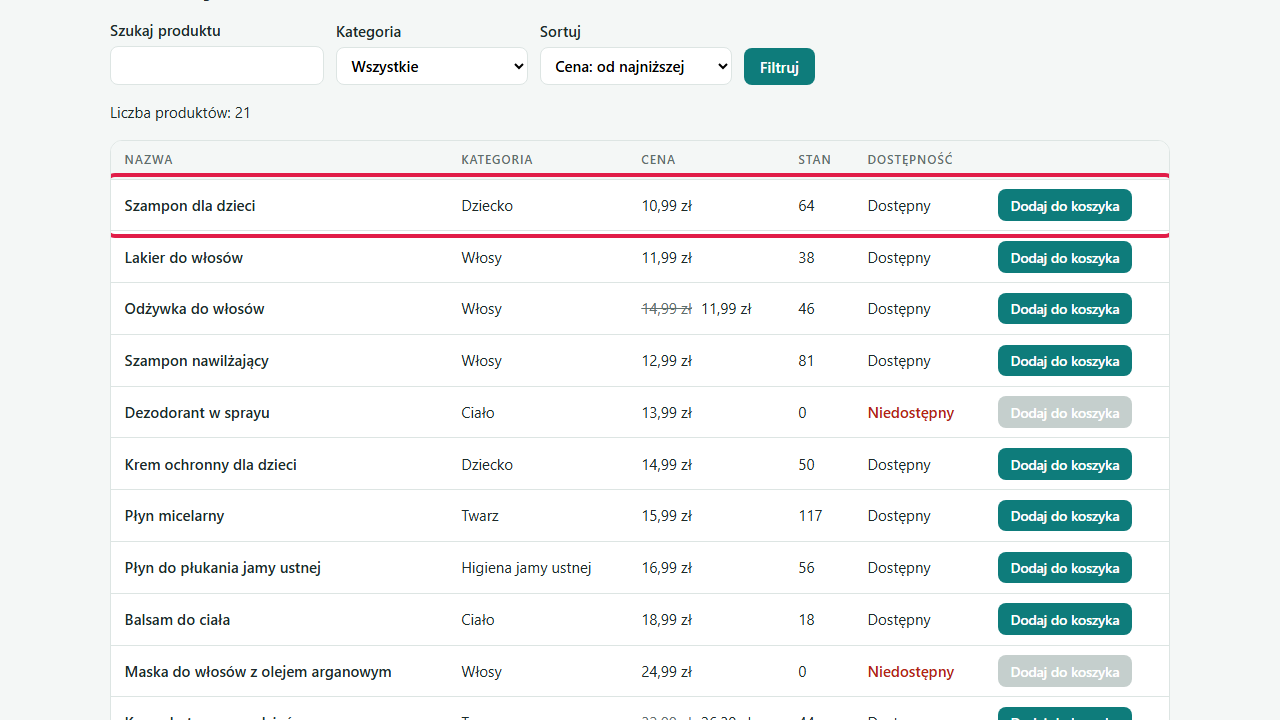 Szukaj produktu
Kategoria
Sortuj
Wszystkie
Cena: od najniższej
Filtruj
Liczba produktów: 21
NAZWA KATEGORIA CENA STAN DOSTĘPNOŚĆ
Szampon dla dzieci Dziecko 10,99 zł 64 Dostępny Dodaj do koszyka
Lakier do włosów Włosy 11,99 zł 38 Dostępny Dodaj do koszyka
Odżywka do włosów Włosy 14,99 zł 11,99 zł 46 Dostępny Dodaj do koszyka
Szampon nawilżający Włosy 12,99 zł 81 Dostępny Dodaj do koszyka
Dezodorant w sprayu Ciało 13,99 zł 0 Niedostępny Dodaj do koszyka
Krem ochronny dla dzieci Dziecko 14,99 zł 50 Dostępny Dodaj do koszyka
Płyn micelarny Twarz 15,99 zł 117 Dostępny Dodaj do koszyka
Płyn do płukania jamy ustnej Higiena jamy ustnej 16,99 zł 56 Dostępny Dodaj do koszyka
Balsam do ciała Ciało 18,99 zł 18 Dostępny Dodaj do koszyka
Maska do włosów z olejem arganowym Włosy 24,99 zł 0 Niedostępny Dodaj do koszyka